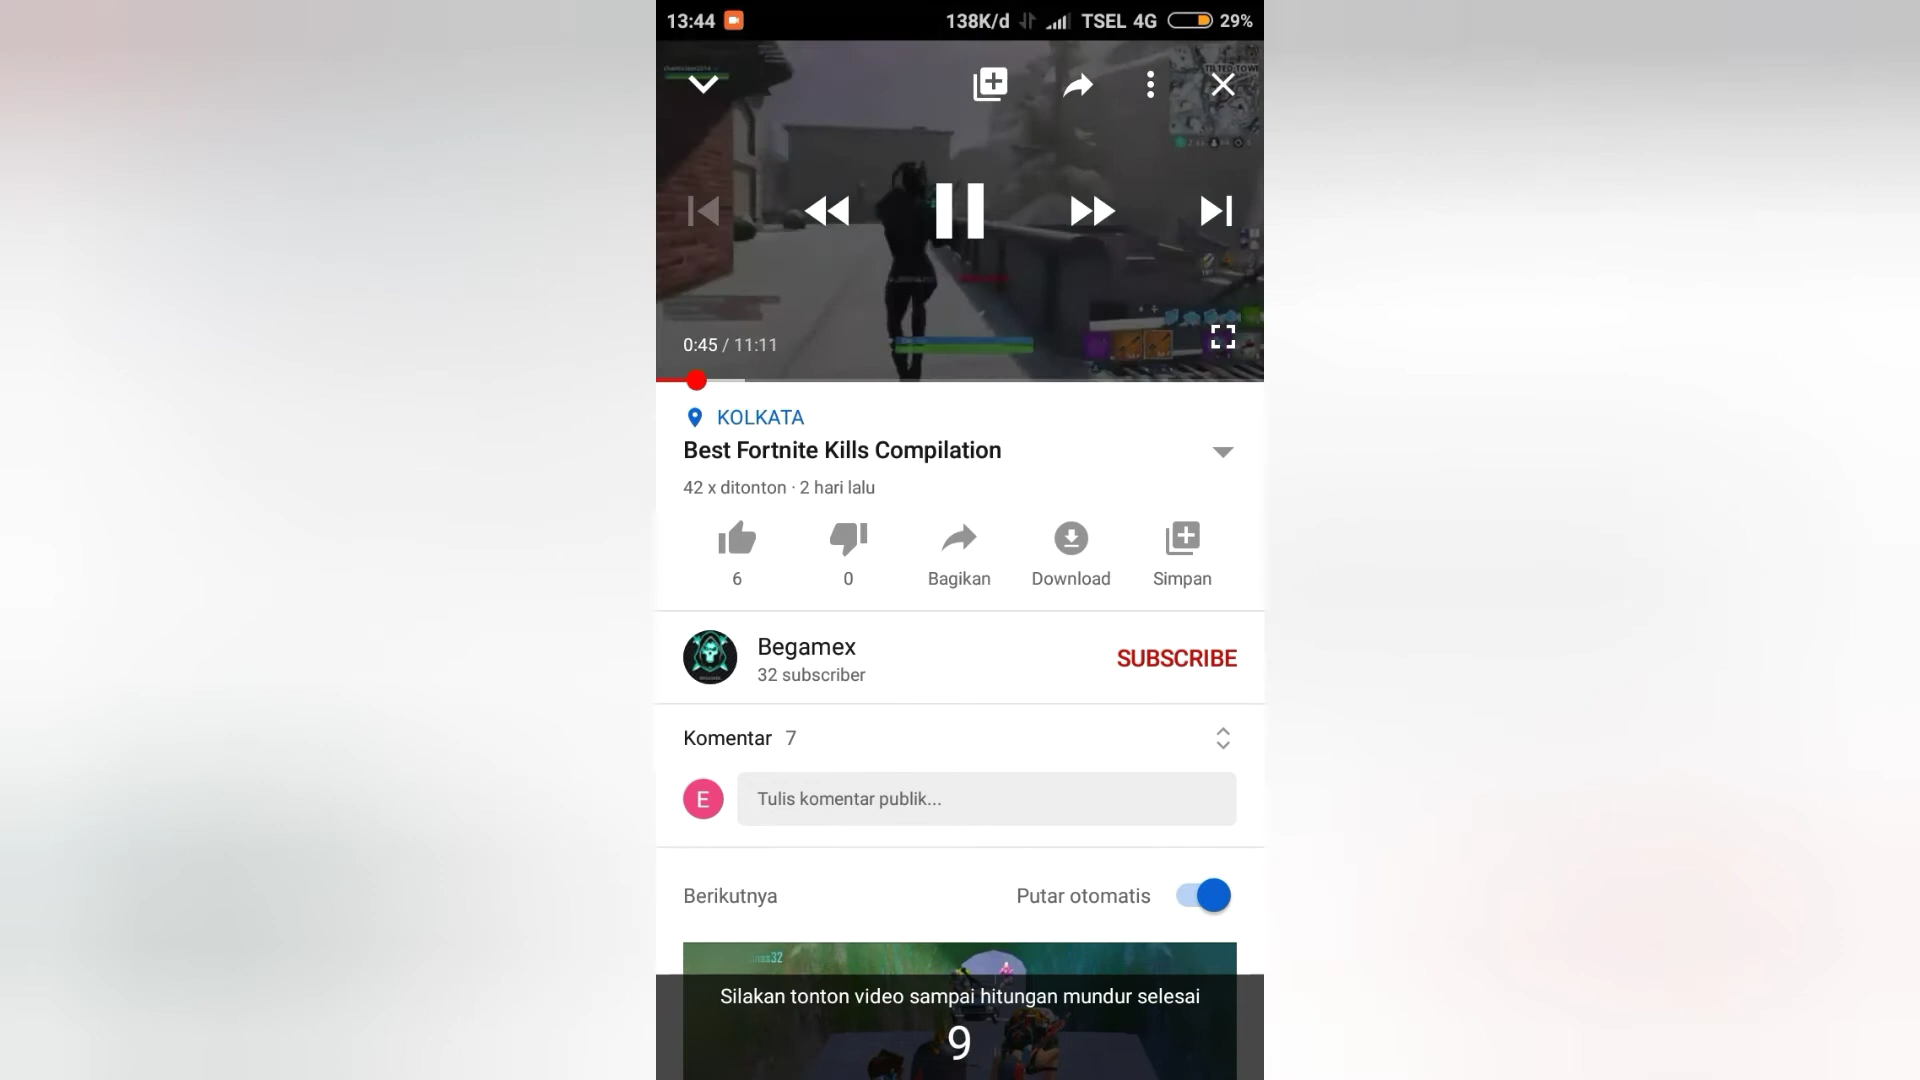 13:44 138K/d TSEL 4G 29%
0:45 / 11:11
KOLKATA
Best Fortnite Kills Compilation
42 x ditonton · 2 hari lalu
6 0 Bagikan Download Simpan
Begamex
32 subscriber
SUBSCRIBE
Komentar 7
E Tulis komentar publik...
Berikutnya Putar otomatis
Silakan tonton video sampai hitungan mundur selesai
9